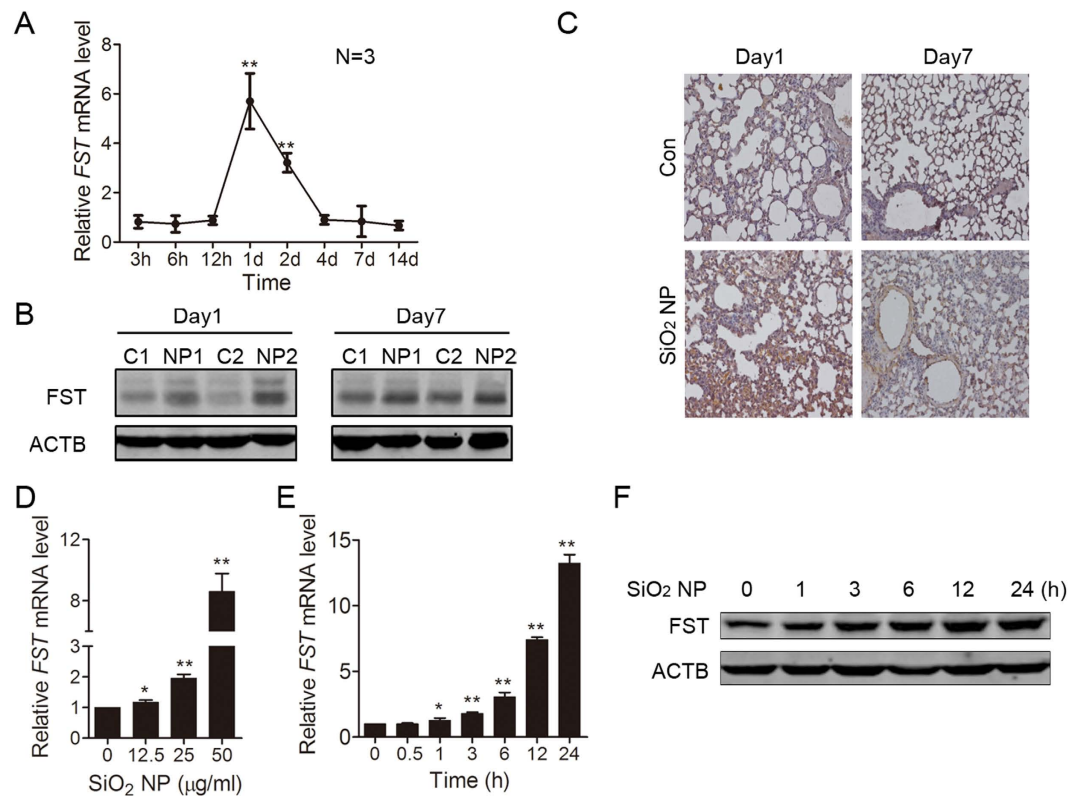 A
Relative FST mRNA level
8
6
4
2
0
N=3
**
**
3h 6h 12h 1d 2d 4d 7d 14d
Time
B
Day1 Day7
C1 NP1 C2 NP2 C1 NP1 C2 NP2
FST
ACTB
C
Day1 Day7
Con
SiO2 NP
D
Relative FST mRNA level
12
8
4
3
2
1
0
* ** **
0 12.5 25 50
SiO2 NP (μg/ml)
E
Relative FST mRNA level
15
10
5
0
* ** ** ** **
0 0.5 1 3 6 12 24
Time (h)
F
SiO2 NP 0 1 3 6 12 24 (h)
FST
ACTB